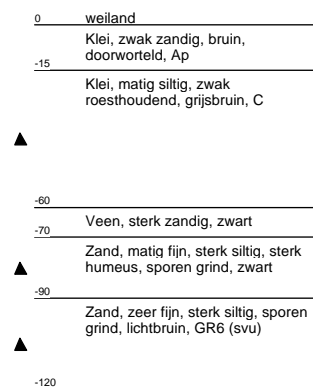 0 weiland
Klei, zwak zandig, bruin,
doorworteld, Ap
-15
Klei, matig siltig, zwak
roesthoudend, grijsbruin, C
-60
Veen, sterk zandig, zwart
-70
Zand, matig fijn, sterk siltig, sterk
humeus, sporen grind, zwart
-90
Zand, zeer fijn, sterk siltig, sporen
grind, lichtbruin, GR6 (svu)
-120